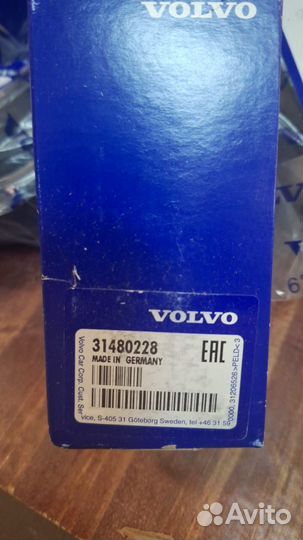 VOLVO
VOLVO
31480228
MADE IN GERMANY
EAC
Volvo Car Corp. Cust. Ser
vice, S-405 31 Göteborg Sweden, tel +46 31 59
0000, 31206526 >PELD< 3
Avito